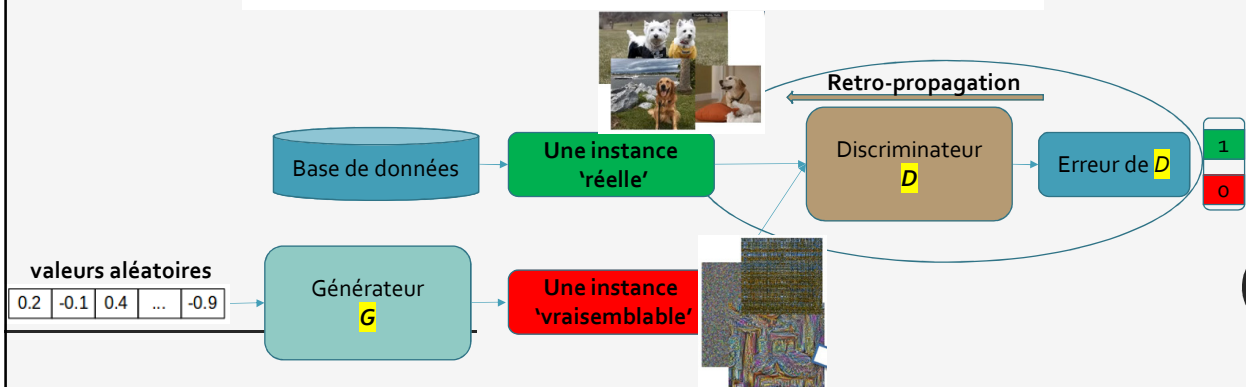 Retro-propagation
Base de données
Une instance
‘réelle’
Discriminateur
D
Erreur de D
1
0
valeurs aléatoires
0.2 -0.1 0.4 ... -0.9
Générateur
G
Une instance
‘vraisemblable’